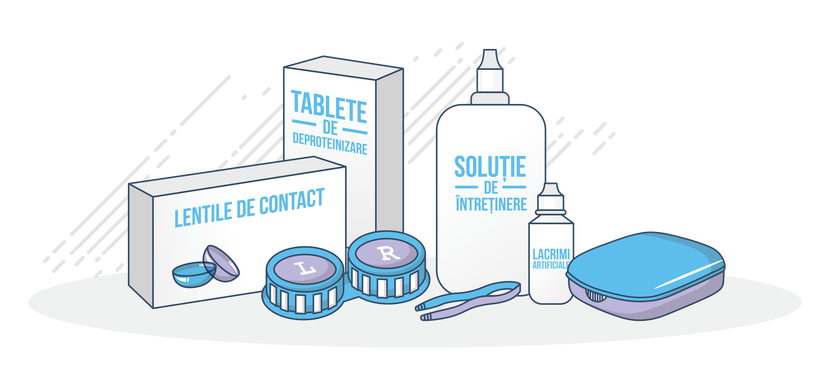 TABLETE
DE
DEPROTEINIZARE
LENTILE DE CONTACT
L
R
SOLUȚIE
DE
ÎNTREȚINERE
LACRIMI
ARTIFICIALE